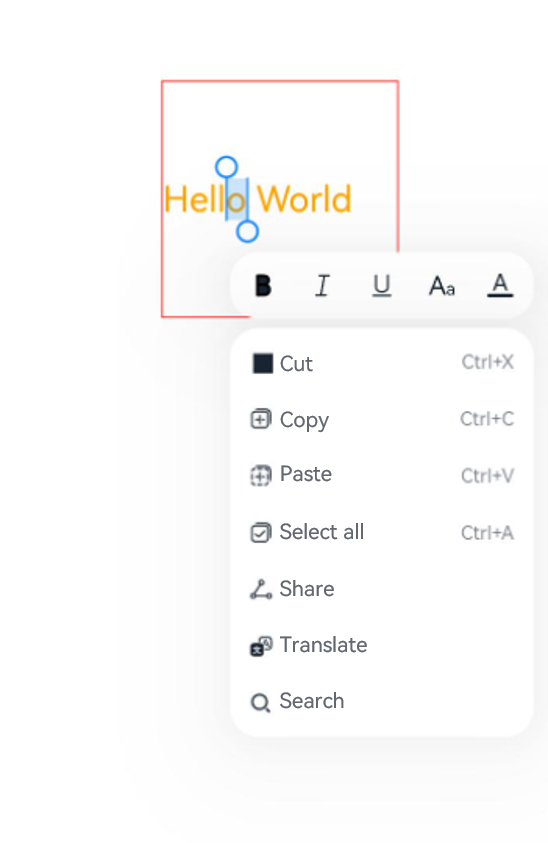 Hello World
B I U Aa A
Cut Ctrl+X
Copy Ctrl+C
Paste Ctrl+V
Select all Ctrl+A
Share
Translate
Search